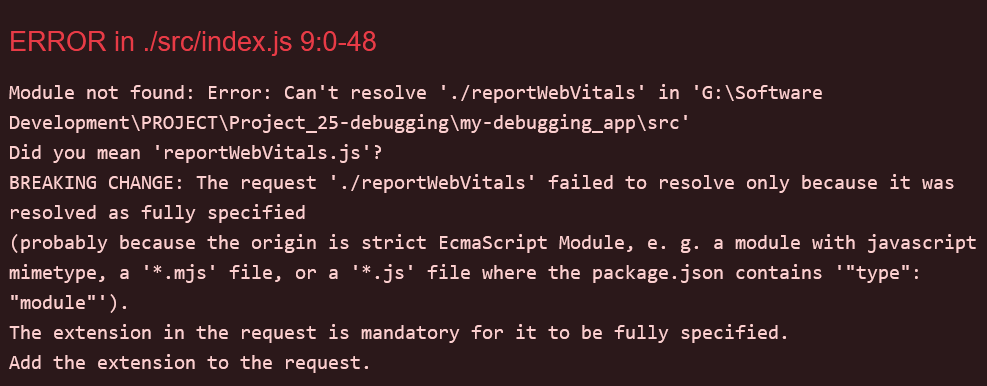 ERROR in ./src/index.js 9:0-48
Module not found: Error: Can't resolve './reportWebVitals' in 'G:\Software
Development\PROJECT\Project_25-debugging\my-debugging_app\src'
Did you mean 'reportWebVitals.js'?
BREAKING CHANGE: The request './reportWebVitals' failed to resolve only because it was
resolved as fully specified
(probably because the origin is strict EcmaScript Module, e. g. a module with javascript
mimetype, a '*.mjs' file, or a '*.js' file where the package.json contains '"type":
"module"').
The extension in the request is mandatory for it to be fully specified.
Add the extension to the request.